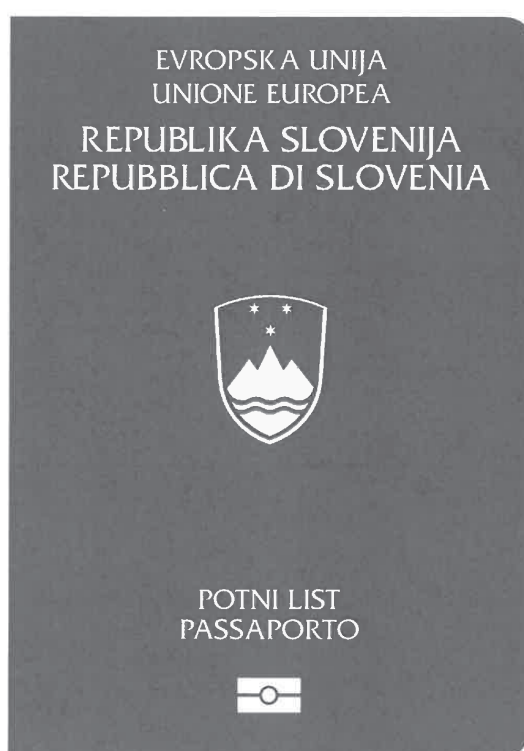 EVROPSKA UNIJA
UNIONE EUROPEA
REPUBLIKA SLOVENIJA
REPUBBLICA DI SLOVENIA
POTNI LIST
PASSAPORTO